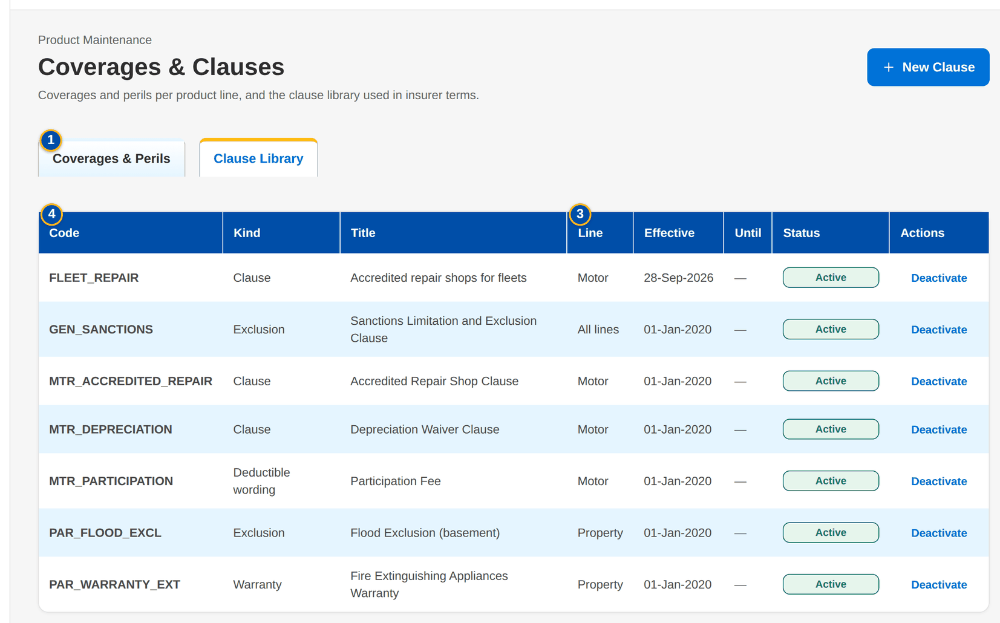 Product Maintenance
Coverages & Clauses
+ New Clause
Coverages and perils per product line, and the clause library used in insurer terms.
1
Coverages & Perils
Clause Library
4
3
Code Kind Title Line Effective Until Status Actions
FLEET_REPAIR Clause Accredited repair shops for fleets Motor 28-Sep-2026 — Active Deactivate
GEN_SANCTIONS Exclusion Sanctions Limitation and Exclusion All lines 01-Jan-2020 — Active Deactivate
Clause
MTR_ACCREDITED_REPAIR Clause Accredited Repair Shop Clause Motor 01-Jan-2020 — Active Deactivate
MTR_DEPRECIATION Clause Depreciation Waiver Clause Motor 01-Jan-2020 — Active Deactivate
MTR_PARTICIPATION Deductible Participation Fee Motor 01-Jan-2020 — Active Deactivate
wording
PAR_FLOOD_EXCL Exclusion Flood Exclusion (basement) Property 01-Jan-2020 — Active Deactivate
PAR_WARRANTY_EXT Warranty Fire Extinguishing Appliances Property 01-Jan-2020 — Active Deactivate
Warranty